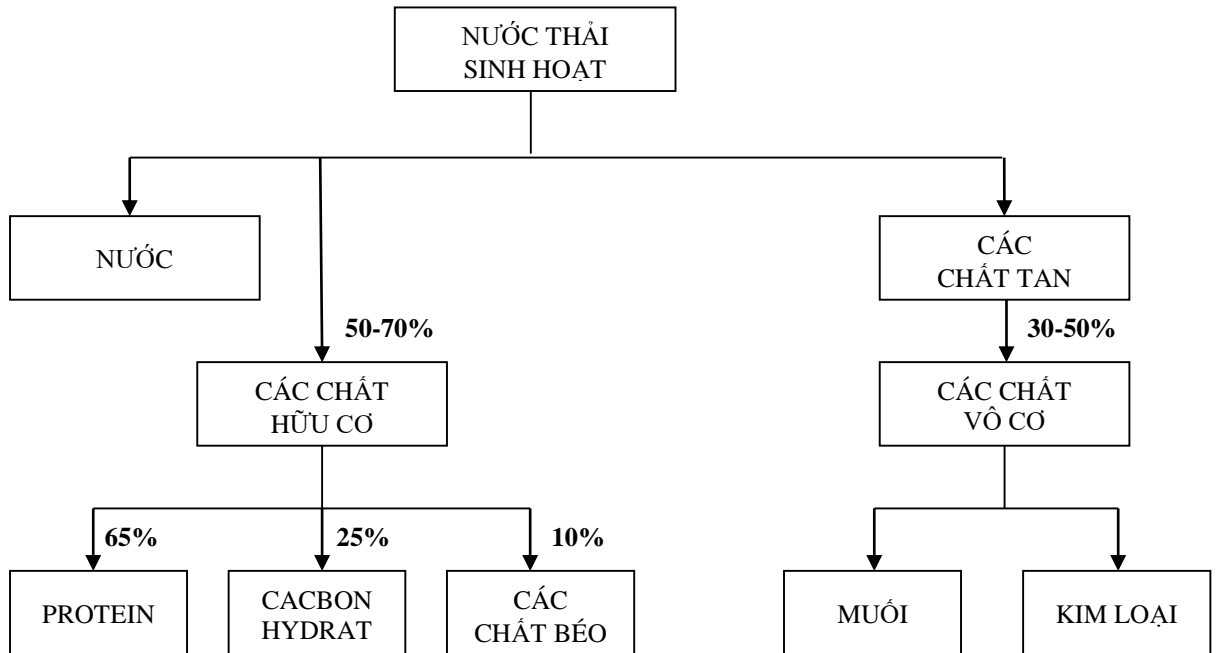 NƯỚC THẢI
SINH HOẠT
NƯỚC
CÁC
CHẤT TAN
50-70%
30-50%
CÁC CHẤT
HỮU CƠ
CÁC CHẤT
VÔ CƠ
65%
25%
10%
PROTEIN
CACBON
HYDRAT
CÁC
CHẤT BÉO
MUỐI
KIM LOẠI